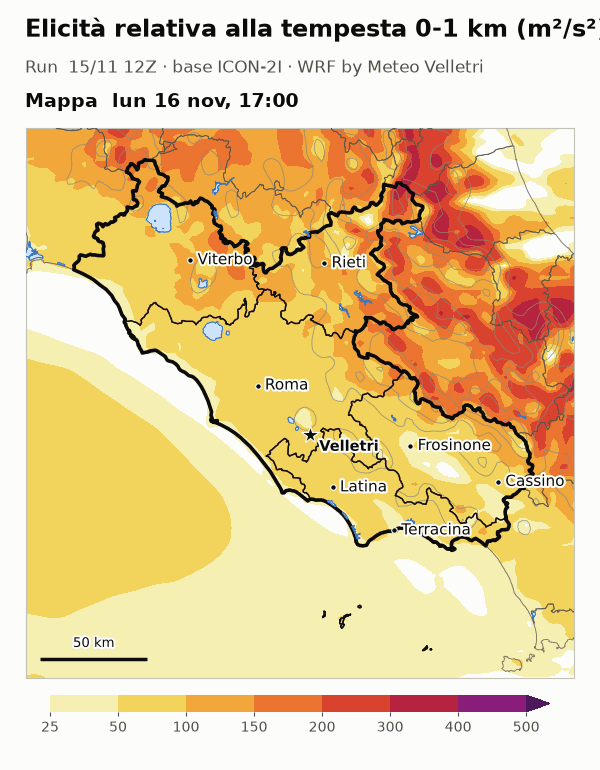 Elicità relativa alla tempesta 0-1 km (m²/s²)
Run 15/11 12Z · base ICON-2I · WRF by Meteo Velletri
Mappa lun 16 nov, 17:00
Viterbo
Rieti
Roma
Velletri
Frosinone
Cassino
Latina
Terracina
50 km
25 50 100 150 200 300 400 500